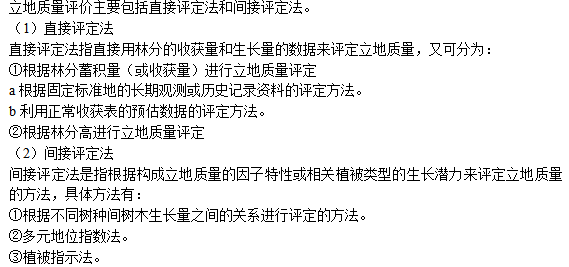 立地质量评价主要包括直接评定法和间接评定法。
（1）直接评定法
直接评定法指直接用林分的收获量和生长量的数据来评定立地质量，又可分为：
①根据林分蓄积量（或收获量）进行立地质量评定
a 根据固定标准地的长期观测或历史记录资料的评定方法。
b 利用正常收获表的预估数据的评定方法。
②根据林分高进行立地质量评定
（2）间接评定法
间接评定法是指根据构成立地质量的因子特性或相关植被类型的生长潜力来评定立地质量
的方法，具体方法有：
①根据不同树种间树木生长量之间的关系进行评定的方法。
②多元地位指数法。
③植被指示法。